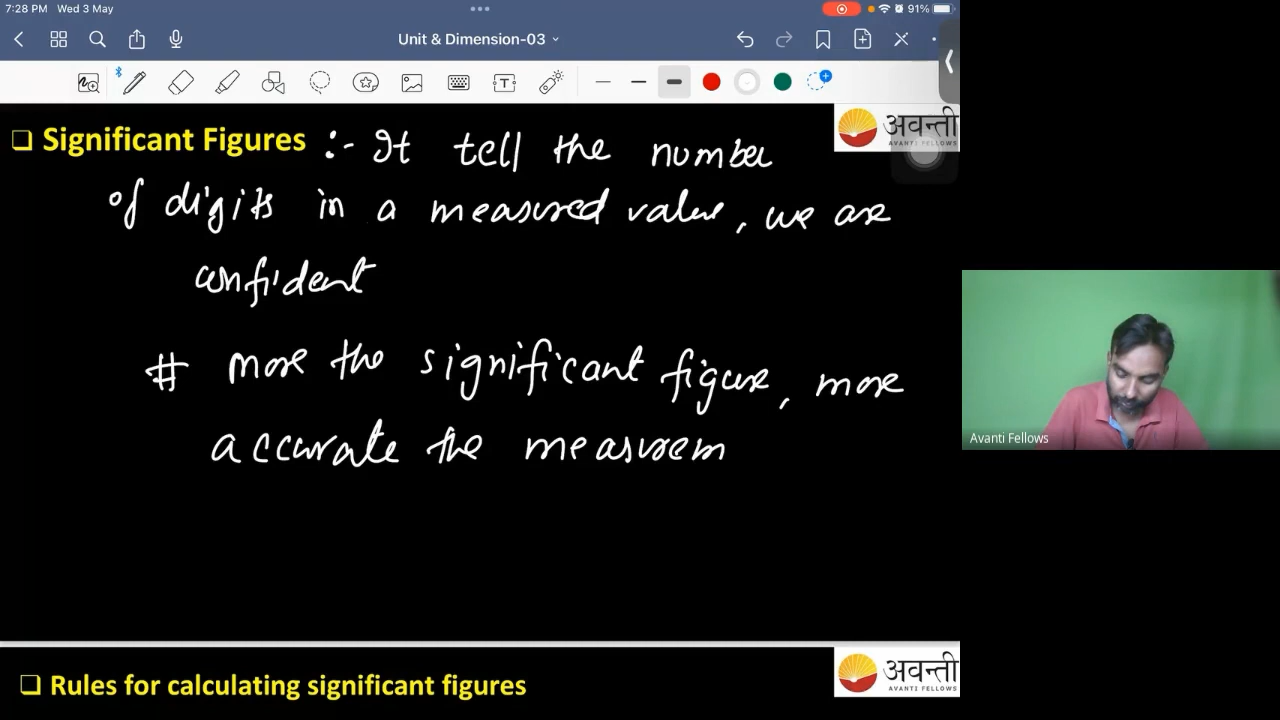 7:28 PM Wed 3 May
91%
Unit & Dimension-03
Significant Figures :- It tell the number
of digits in a measured value, we are
confident
# more the significant figure, more
accurate the measurem
अवन्ती
AVANTI FELLOWS
Avanti Fellows
Rules for calculating significant figures
अवन्ती
AVANTI FELLOWS